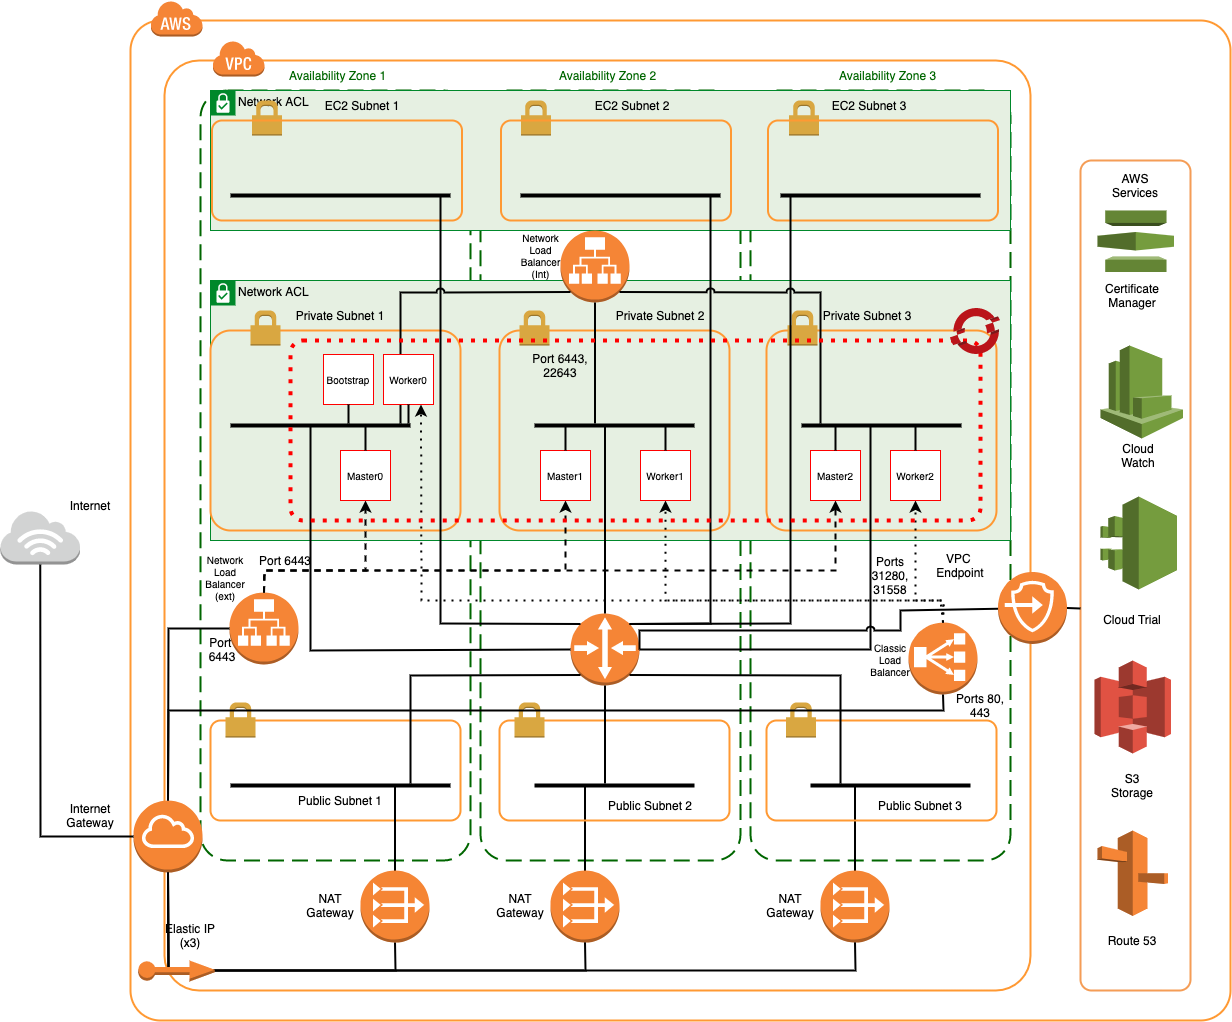 AWS
VPC
Availability Zone 1
Availability Zone 2
Availability Zone 3
Network ACL
EC2 Subnet 1
EC2 Subnet 2
EC2 Subnet 3
AWS
Services
Certificate
Manager
Network
Load
Balancer
(Int)
Network ACL
Private Subnet 1
Private Subnet 2
Private Subnet 3
Port 6443,
22643
Bootstrap
Worker0
Master0
Master1
Worker1
Master2
Worker2
Cloud
Watch
Internet
Network
Load
Balancer
(ext)
Port 6443
Ports
31280,
31558
VPC
Endpoint
Port
6443
Classic
Load
Balancer
Cloud Trial
Ports 80,
443
S3
Storage
Public Subnet 1
Public Subnet 2
Public Subnet 3
Internet
Gateway
NAT
Gateway
NAT
Gateway
NAT
Gateway
Elastic IP
(x3)
Route 53